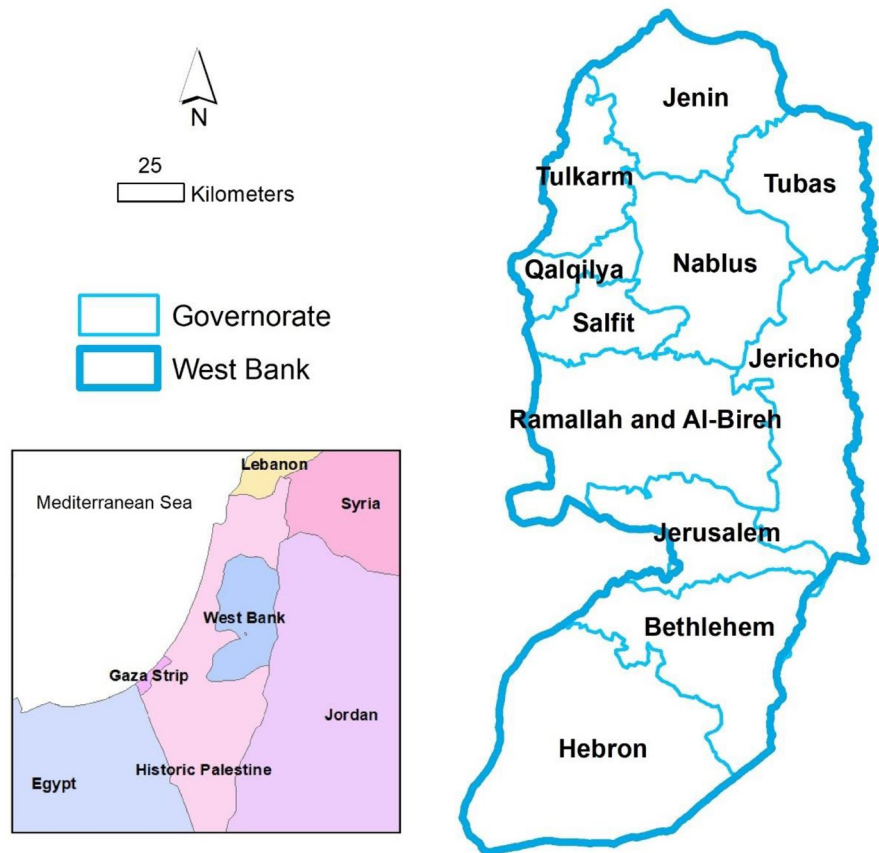 N
25
Kilometers
Governorate
West Bank
Jenin
Tulkarm
Tubas
Qalqilya
Nablus
Salfit
Jericho
Ramallah and Al-Bireh
Jerusalem
Bethlehem
Hebron
Lebanon
Mediterranean Sea
Syria
West Bank
Gaza Strip
Jordan
Historic Palestine
Egypt